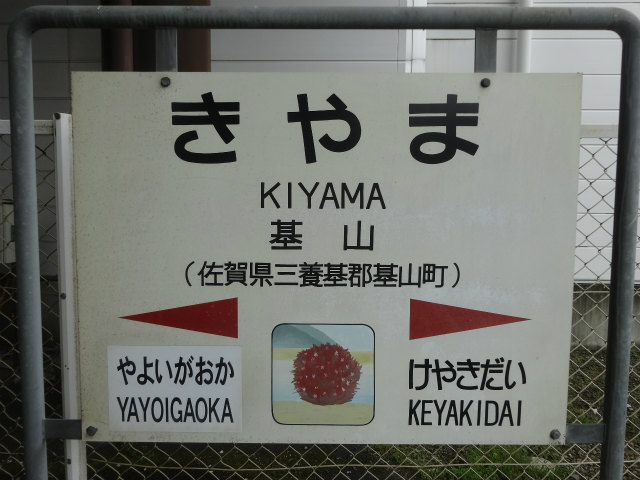 きやま
KIYAMA
基山
（佐賀県三養基郡基山町）
やよいがおか
YAYOIGAOKA
けやきだい
KEYAKIDAI